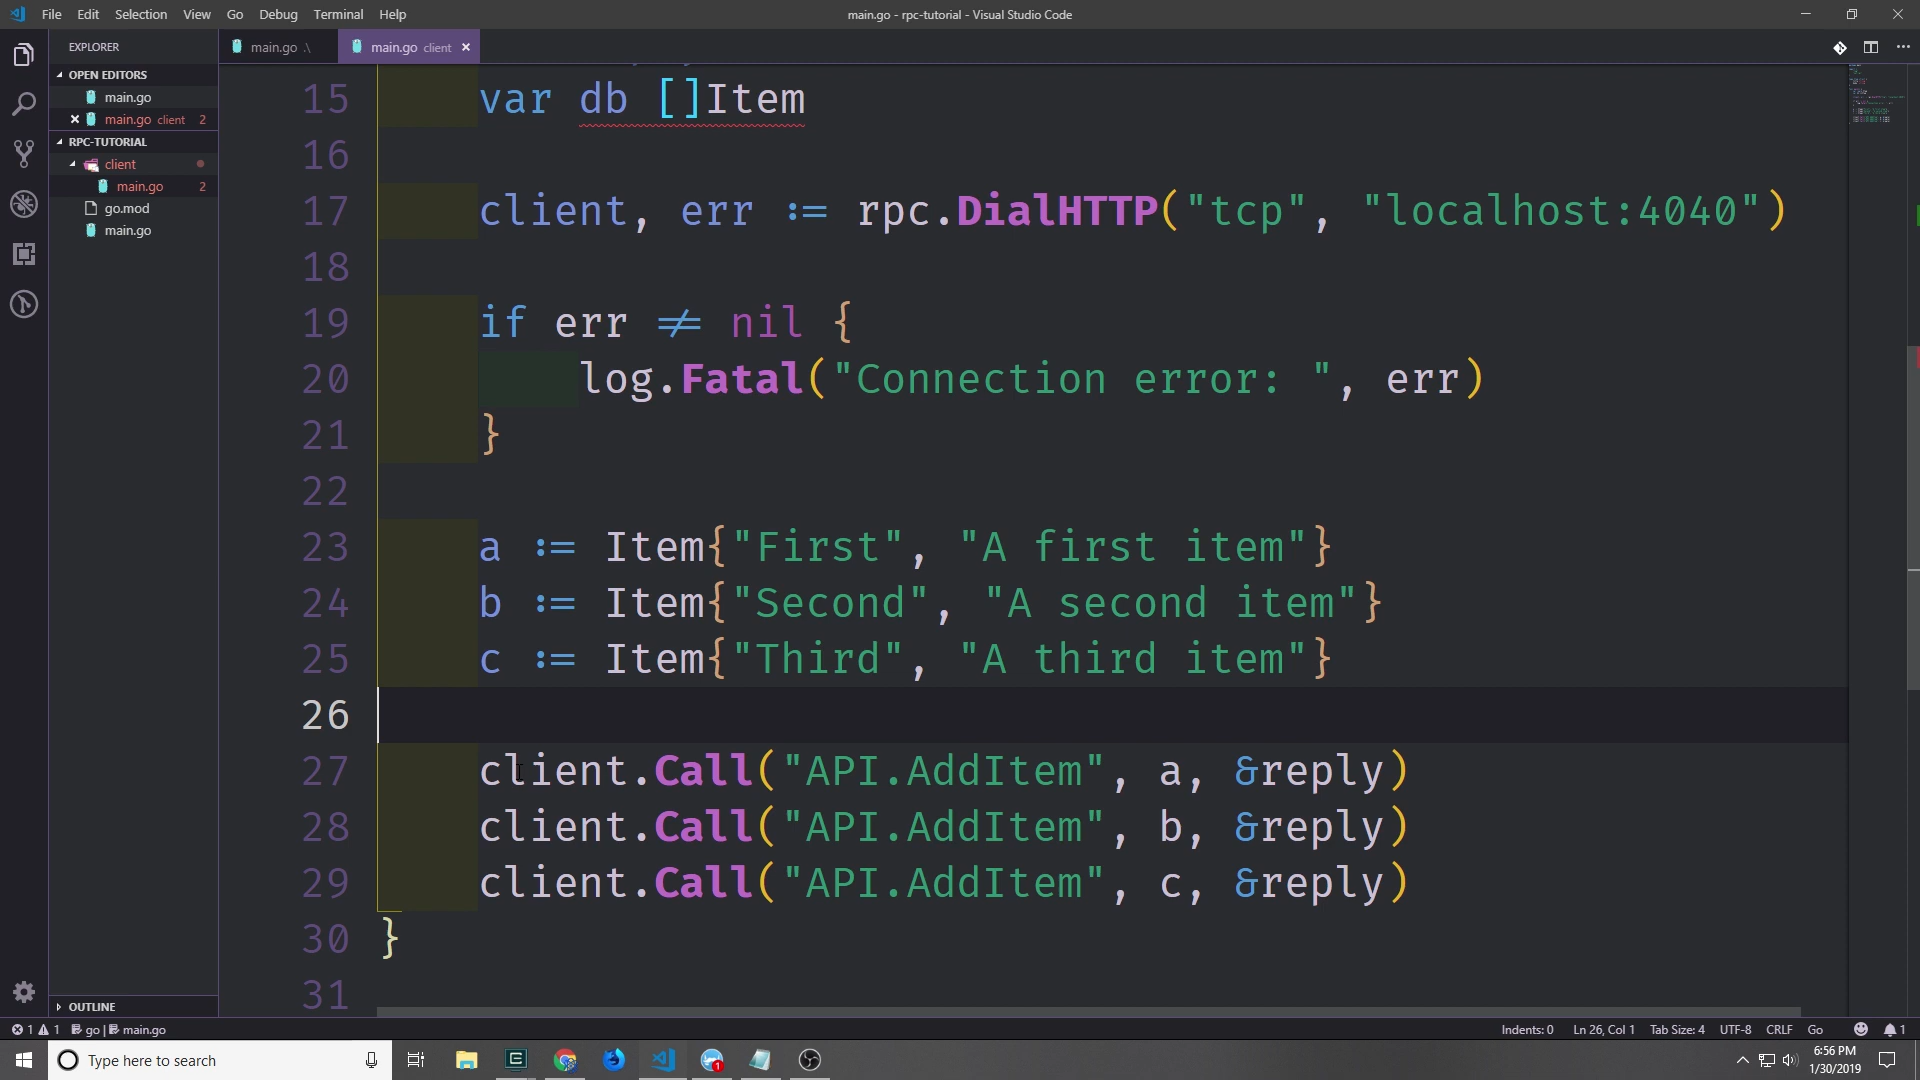 File Edit Selection View Go Debug Terminal Help
main.go - rpc-tutorial - Visual Studio Code
EXPLORER
main.go .\
main.go client ×
OPEN EDITORS
main.go
× main.go client 2
RPC-TUTORIAL
client
main.go 2
go.mod
main.go
OUTLINE
15 var db []Item
16
17 client, err := rpc.DialHTTP("tcp", "localhost:4040")
18
19 if err != nil {
20 log.Fatal("Connection error: ", err)
21 }
22
23 a := Item{"First", "A first item"}
24 b := Item{"Second", "A second item"}
25 c := Item{"Third", "A third item"}
26
27 client.Call("API.AddItem", a, &reply)
28 client.Call("API.AddItem", b, &reply)
29 client.Call("API.AddItem", c, &reply)
30 }
31
1 1 go | main.go
Indents: 0 Ln 26, Col 1 Tab Size: 4 UTF-8 CRLF Go 1
Type here to search
1
6:56 PM
1/30/2019